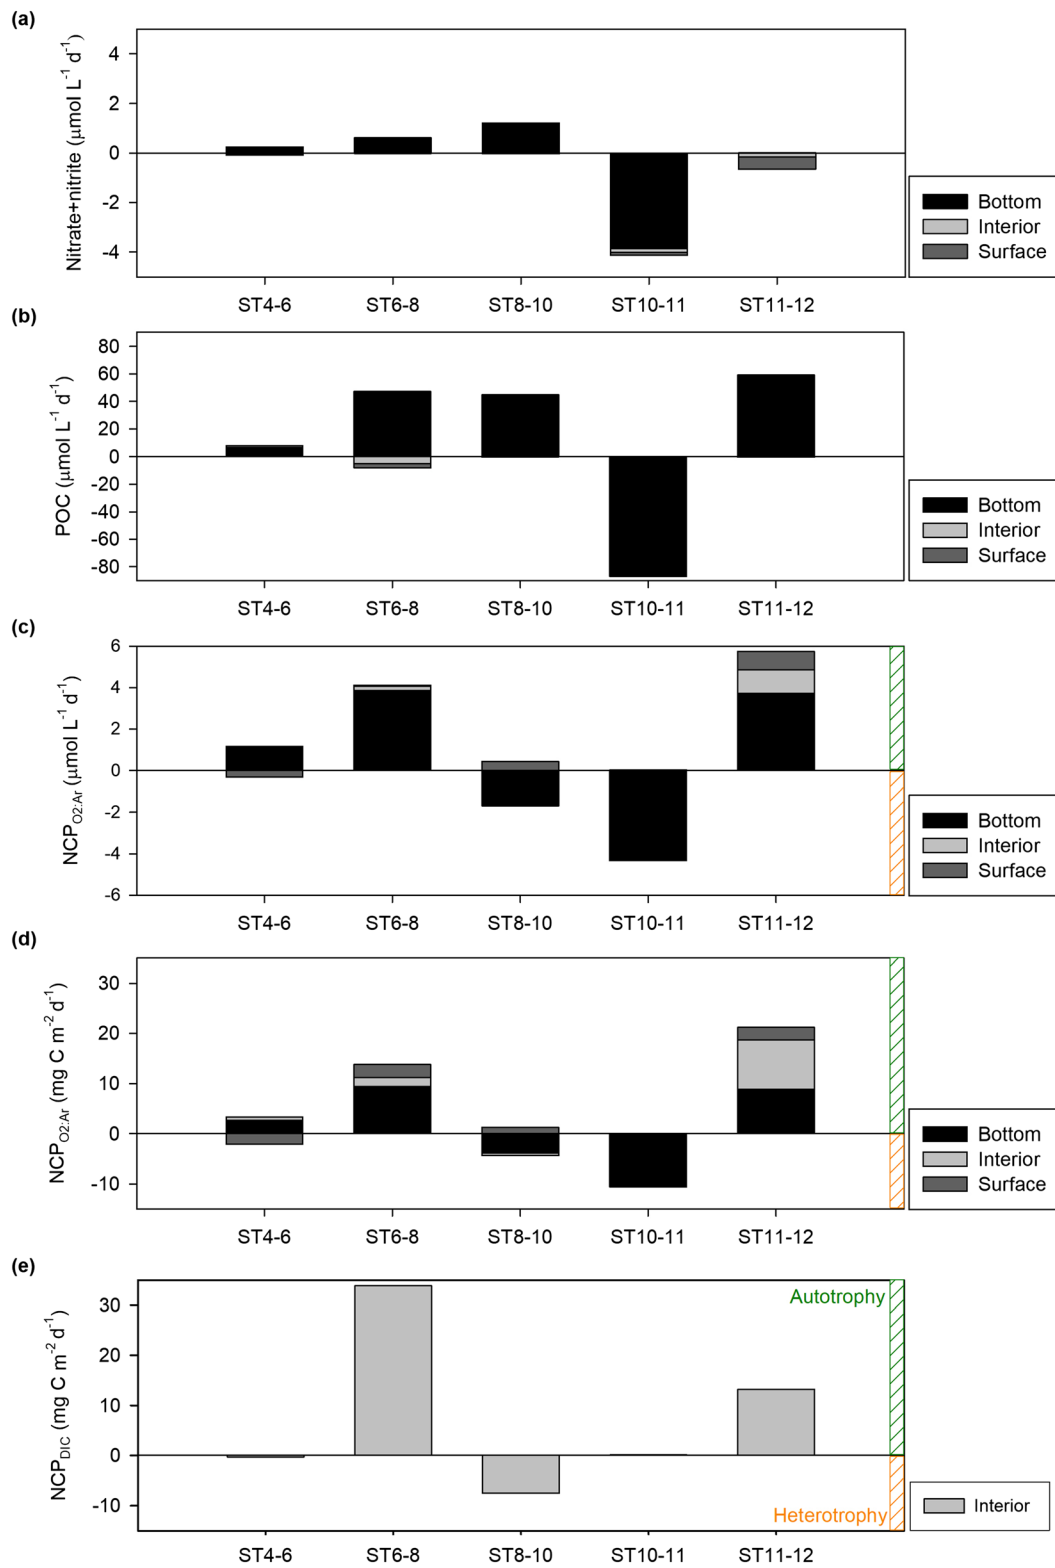 (a)
Nitrate+nitrite (μmol L⁻¹ d⁻¹)
4
2
0
-2
-4
ST4-6 ST6-8 ST8-10 ST10-11 ST11-12
Bottom
Interior
Surface
(b)
POC (μmol L⁻¹ d⁻¹)
80
60
40
20
0
-20
-40
-60
-80
ST4-6 ST6-8 ST8-10 ST10-11 ST11-12
Bottom
Interior
Surface
(c)
NCP_O2:Ar (μmol L⁻¹ d⁻¹)
6
4
2
0
-2
-4
-6
ST4-6 ST6-8 ST8-10 ST10-11 ST11-12
Bottom
Interior
Surface
(d)
NCP_O2:Ar (mg C m⁻² d⁻¹)
30
20
10
0
-10
ST4-6 ST6-8 ST8-10 ST10-11 ST11-12
Bottom
Interior
Surface
(e)
NCP_DIC (mg C m⁻² d⁻¹)
30
20
10
0
-10
Autotrophy
Heterotrophy
ST4-6 ST6-8 ST8-10 ST10-11 ST11-12
Interior